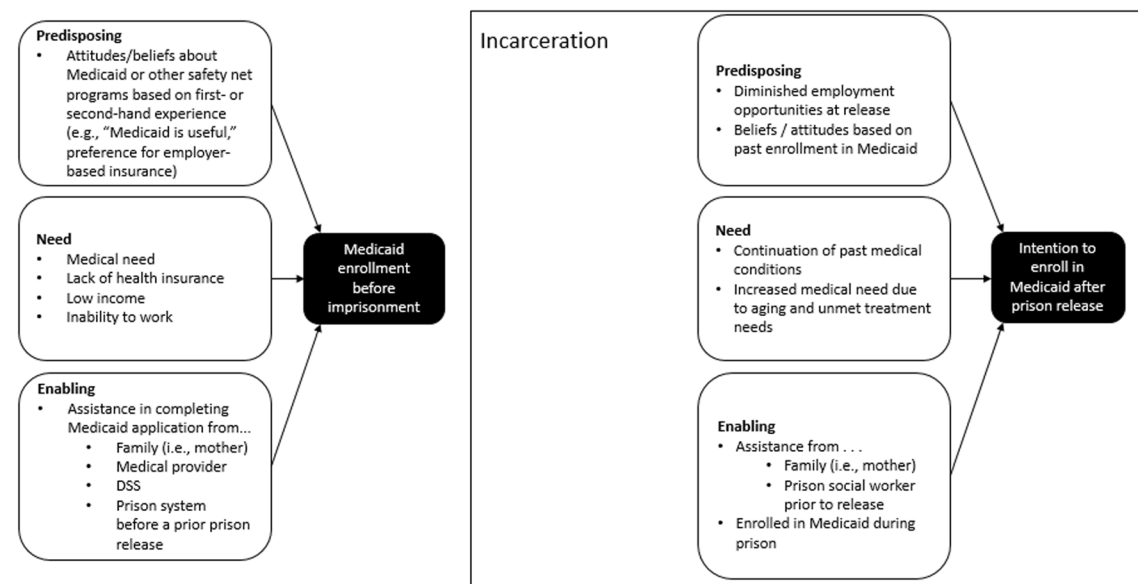 Predisposing
• Attitudes/beliefs about
Medicaid or other safety net
programs based on first- or
second-hand experience
(e.g., “Medicaid is useful,”
preference for employer-
based insurance)
Need
• Medical need
• Lack of health insurance
• Low income
• Inability to work
Enabling
• Assistance in completing
Medicaid application from...
• Family (i.e., mother)
• Medical provider
• DSS
• Prison system
before a prior prison
release
Medicaid
enrollment
before
imprisonment
Incarceration
Predisposing
• Diminished employment
opportunities at release
• Beliefs / attitudes based on
past enrollment in Medicaid
Need
• Continuation of past medical
conditions
• Increased medical need due
to aging and unmet treatment
needs
Enabling
• Assistance from . . .
• Family (i.e., mother)
• Prison social worker
prior to release
• Enrolled in Medicaid during
prison
Intention to
enroll in
Medicaid after
prison release